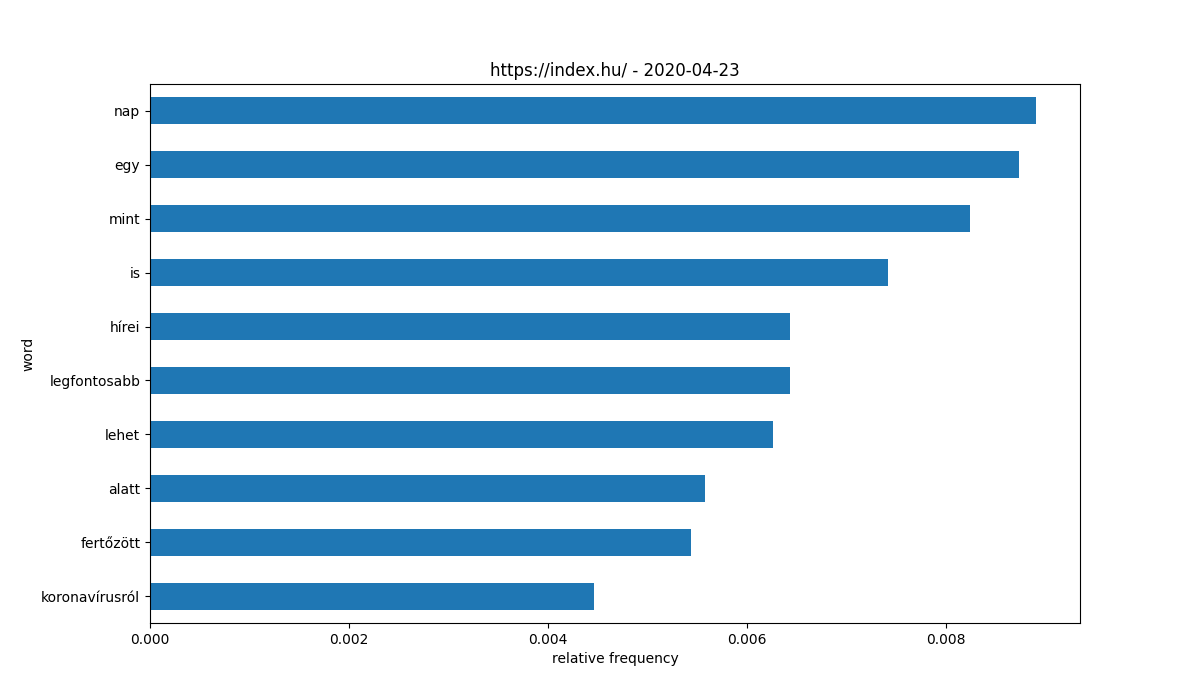 https://index.hu/ - 2020-04-23
nap
egy
mint
is
hírei
legfontosabb
lehet
alatt
fertőzött
koronavírusról
word
0.000 0.002 0.004 0.006 0.008
relative frequency